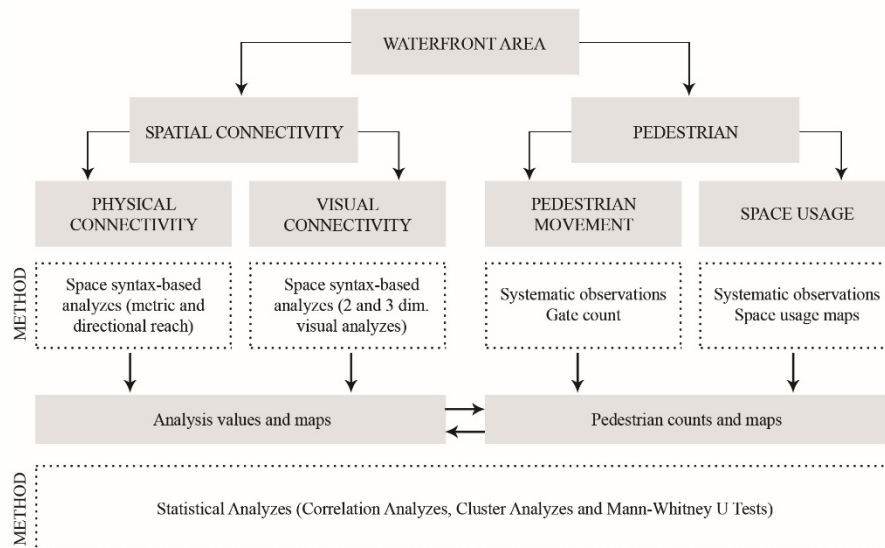 WATERFRONT AREA
SPATIAL CONNECTIVITY
PEDESTRIAN
PHYSICAL
CONNECTIVITY
VISUAL
CONNECTIVITY
PEDESTRIAN
MOVEMENT
SPACE USAGE
METHOD
Space syntax-based
analyzes (metric and
directional reach)
Space syntax-based
analyzes (2 and 3 dim.
visual analyzes)
Systematic observations
Gate count
Systematic observations
Space usage maps
Analysis values and maps
Pedestrian counts and maps
METHOD
Statistical Analyzes (Correlation Analyzes, Cluster Analyzes and Mann-Whitney U Tests)